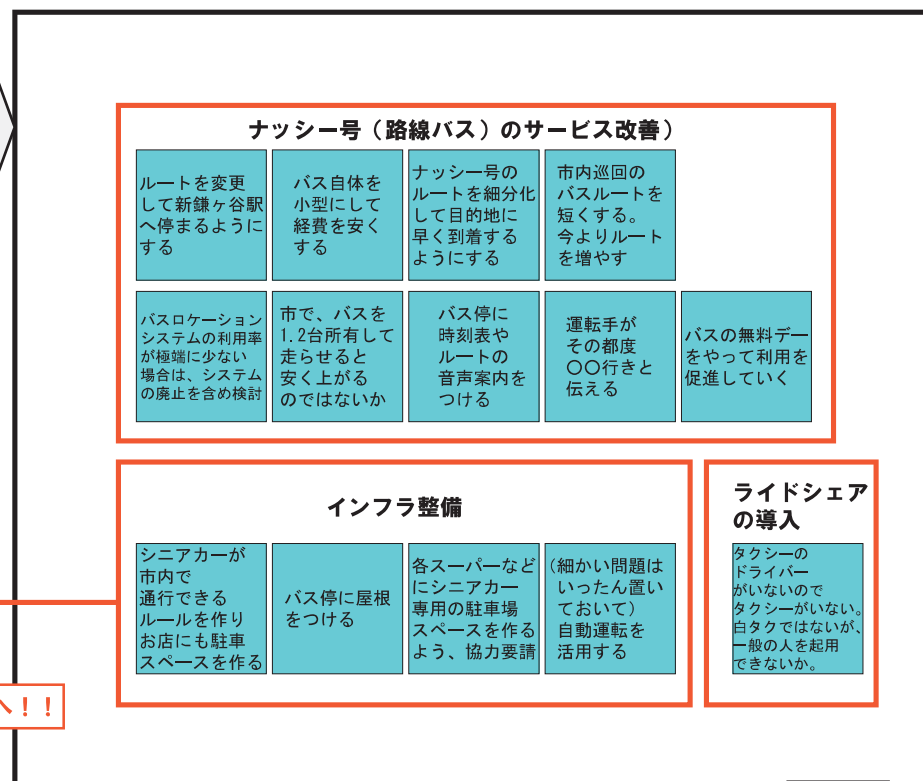 ナッシー号（路線バス）のサービス改善）
ルートを変更
して新鎌ヶ谷駅
へ停まるように
する
バス自体を
小型にして
経費を安く
する
ナッシー号の
ルートを細分化
して目的地に
早く到着する
ようにする
市内巡回の
バスルートを
短くする。
今よりルート
を増やす
バスロケーション
システムの利用率
が極端に少ない
場合は、システム
の廃止を含め検討
市で、バスを
1.2台所有して
走らせると
安く上がる
のではないか
バス停に
時刻表や
ルートの
音声案内を
つける
運転手が
その都度
〇〇行きと
伝える
バスの無料デー
をやって利用を
促進していく
インフラ整備
シニアカーが
市内で
通行できる
ルールを作り
お店にも駐車
スペースを作る
バス停に屋根
をつける
各スーパーなど
にシニアカー
専用の駐車場
スペースを作る
よう、協力要請
(細かい問題は
いったん置い
ておいて)
自動運転を
活用する
ライドシェア
の導入
タクシーの
ドライバー
がいないので
タクシーがいない。
白タクではないが、
一般の人を起用
できないか。
へ！！